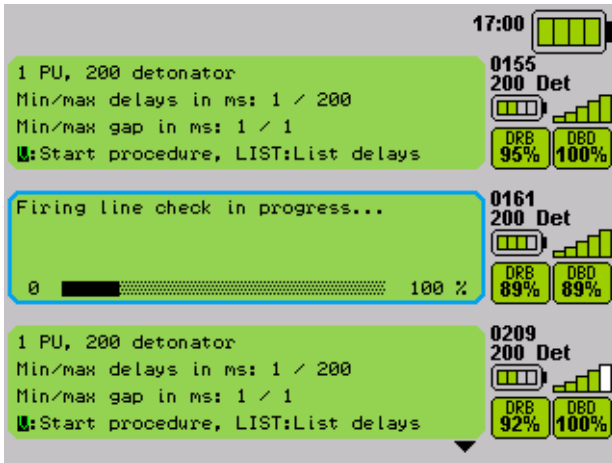 17:00
1 PU, 200 detonator
Min/max delays in ms: 1 / 200
Min/max gap in ms: 1 / 1
U:Start procedure, LIST:List delays
0155
200 Det
DRB DBD
95% 100%
Firing line check in progress...
0 100 %
0161
200 Det
DRB DBD
89% 89%
1 PU, 200 detonator
Min/max delays in ms: 1 / 200
Min/max gap in ms: 1 / 1
U:Start procedure, LIST:List delays
0209
200 Det
DRB DBD
92% 100%